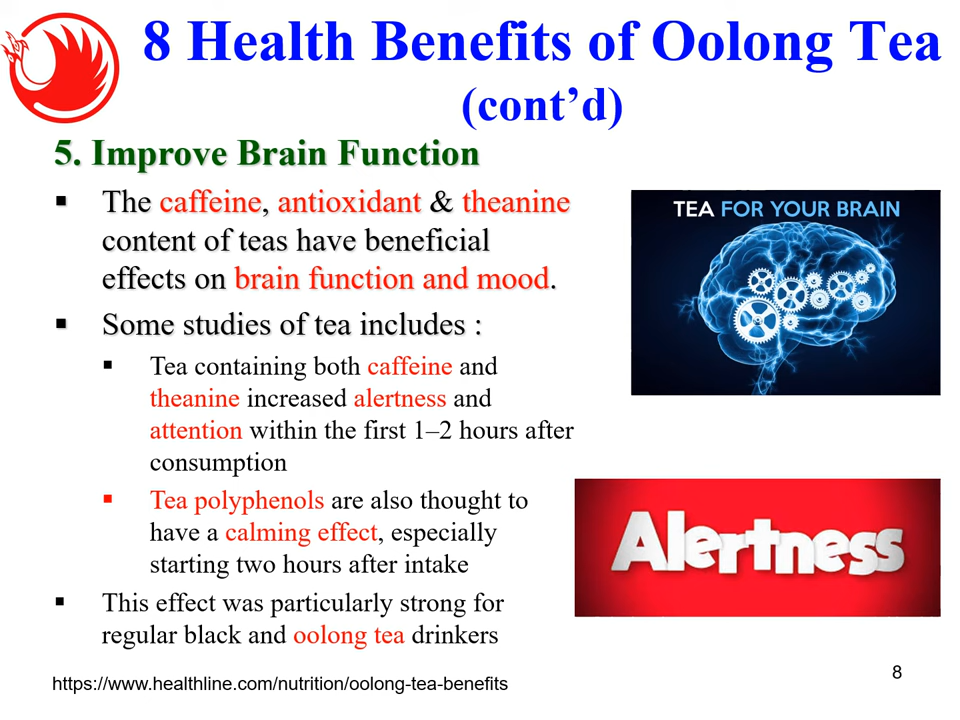 8 Health Benefits of Oolong Tea
(cont’d)
5. Improve Brain Function
▪ The caffeine, antioxidant & theanine
content of teas have beneficial
effects on brain function and mood.
▪ Some studies of tea includes :
▪ Tea containing both caffeine and
theanine increased alertness and
attention within the first 1–2 hours after
consumption
▪ Tea polyphenols are also thought to
have a calming effect, especially
starting two hours after intake
▪ This effect was particularly strong for
regular black and oolong tea drinkers
TEA FOR YOUR BRAIN
Alertness
https://www.healthline.com/nutrition/oolong-tea-benefits
8